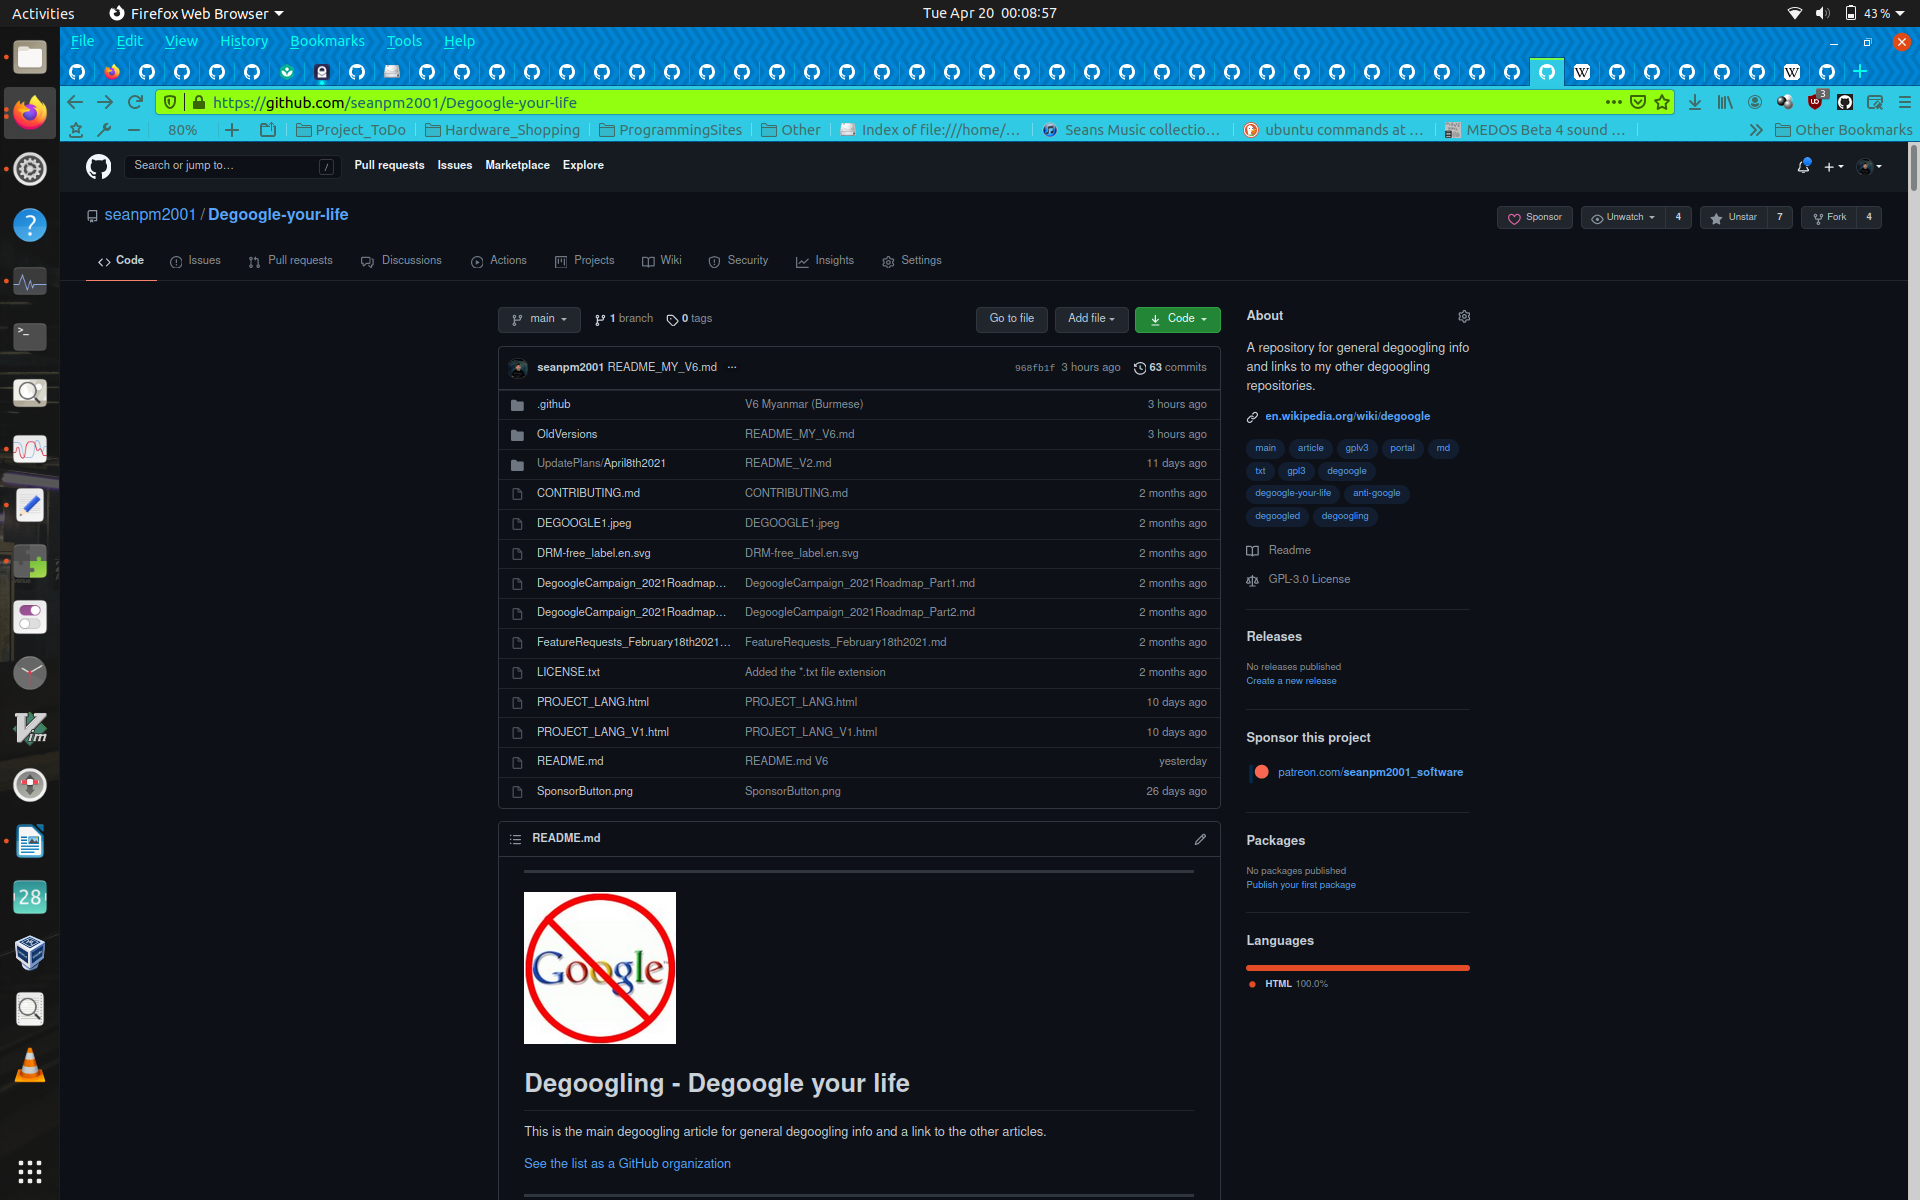 Activities
Firefox Web Browser
Tue Apr 20 00:08:57
43 %
File Edit View History Bookmarks Tools Help
https://github.com/seanpm2001/Degoogle-your-life
3
80%
Project_ToDo
Hardware_Shopping
ProgrammingSites
Other
Index of file:///home/...
Seans Music collectio...
ubuntu commands at ...
MEDOS Beta 4 sound ...
Other Bookmarks
Search or jump to...
/
Pull requests Issues Marketplace Explore
seanpm2001 / Degoogle-your-life
Sponsor
Unwatch 4
Unstar 7
Fork 4
Code Issues Pull requests Discussions Actions Projects Wiki Security Insights Settings
main
1 branch
0 tags
Go to file
Add file
Code
seanpm2001 README_MY_V6.md ...
968fb1f 3 hours ago 63 commits
.github V6 Myanmar (Burmese) 3 hours ago
OldVersions README_MY_V6.md 3 hours ago
UpdatePlans/April8th2021 README_V2.md 11 days ago
CONTRIBUTING.md CONTRIBUTING.md 2 months ago
DEGOOGLE1.jpeg DEGOOGLE1.jpeg 2 months ago
DRM-free_label.en.svg DRM-free_label.en.svg 2 months ago
DegoogleCampaign_2021Roadmap... DegoogleCampaign_2021Roadmap_Part1.md 2 months ago
DegoogleCampaign_2021Roadmap... DegoogleCampaign_2021Roadmap_Part2.md 2 months ago
FeatureRequests_February18th2021... FeatureRequests_February18th2021.md 2 months ago
LICENSE.txt Added the *.txt file extension 2 months ago
PROJECT_LANG.html PROJECT_LANG.html 10 days ago
PROJECT_LANG_V1.html PROJECT_LANG_V1.html 10 days ago
README.md README.md V6 yesterday
SponsorButton.png SponsorButton.png 26 days ago
README.md
Google
Degoogling - Degoogle your life
This is the main degoogling article for general degoogling info and a link to the other articles.
See the list as a GitHub organization
About
A repository for general degoogling info
and links to my other degoogling
repositories.
en.wikipedia.org/wiki/degoogle
main article gplv3 portal md
txt gpl3 degoogle
degoogle-your-life anti-google
degoogled degoogling
Readme
GPL-3.0 License
Releases
No releases published
Create a new release
Sponsor this project
patreon.com/seanpm2001_software
Packages
No packages published
Publish your first package
Languages
HTML 100.0%
28